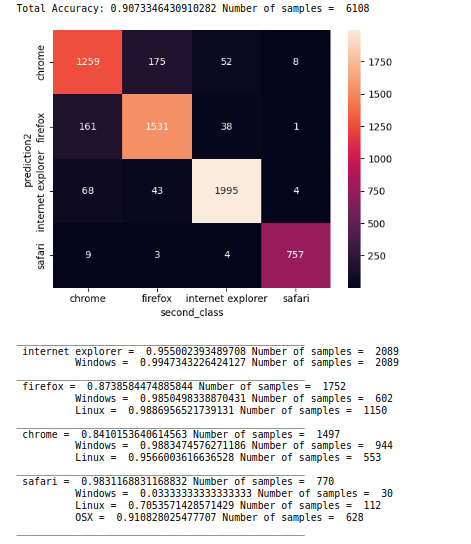 Total Accuracy: 0.9073346430910282 Number of samples = 6108
1259 175 52 8
161 1531 38 1
68 43 1995 4
9 3 4 757
chrome
firefox
internet explorer
safari
prediction2
chrome firefox internet explorer safari
second_class
1750
1500
1250
1000
750
500
250
internet explorer = 0.955002393489708 Number of samples = 2089
Windows = 0.9947343226424127 Number of samples = 2089
firefox = 0.8738584474885844 Number of samples = 1752
Windows = 0.9850498338870431 Number of samples = 602
Linux = 0.9886956521739131 Number of samples = 1150
chrome = 0.8410153640614563 Number of samples = 1497
Windows = 0.9883474576271186 Number of samples = 944
Linux = 0.9566003616636528 Number of samples = 553
safari = 0.9831168831168832 Number of samples = 770
Windows = 0.03333333333333333 Number of samples = 30
Linux = 0.7053571428571429 Number of samples = 112
OSX = 0.910828025477707 Number of samples = 628